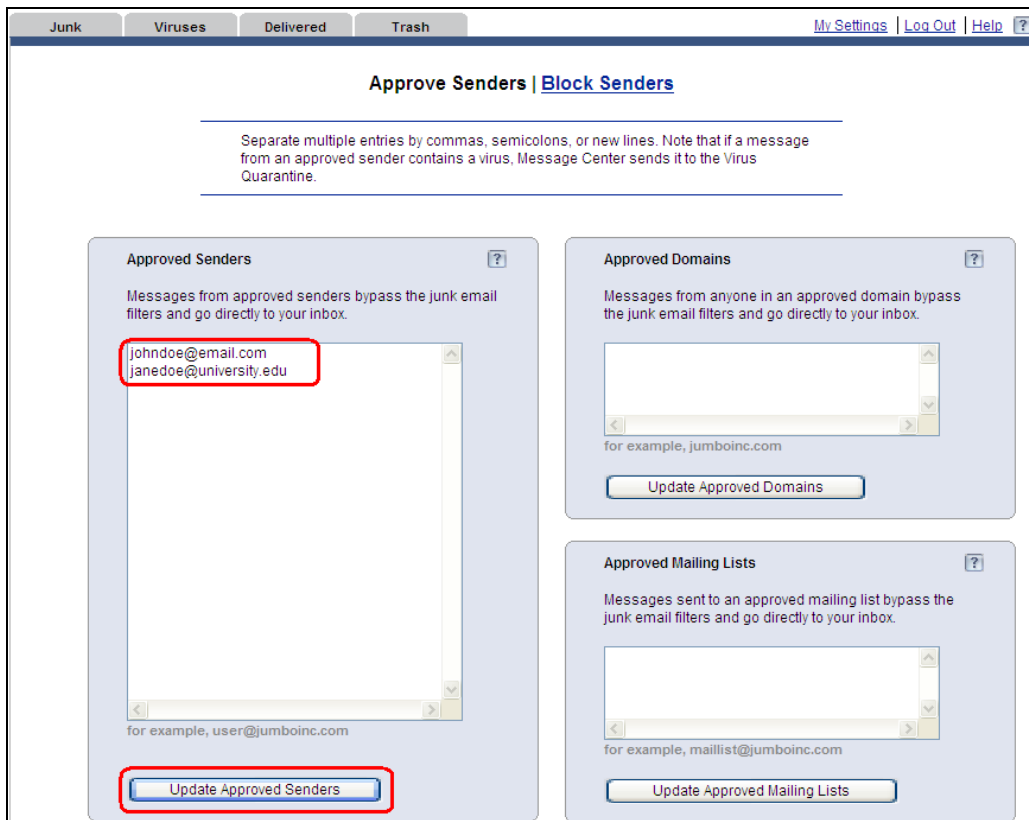 Junk Viruses Delivered Trash My Settings | Log Out | Help ?
Approve Senders | Block Senders
Separate multiple entries by commas, semicolons, or new lines. Note that if a message
from an approved sender contains a virus, Message Center sends it to the Virus
Quarantine.
Approved Senders ?
Messages from approved senders bypass the junk email
filters and go directly to your inbox.
johndoe@email.com
janedoe@university.edu
for example, user@jumboinc.com
Update Approved Senders
Approved Domains ?
Messages from anyone in an approved domain bypass
the junk email filters and go directly to your inbox.
for example, jumboinc.com
Update Approved Domains
Approved Mailing Lists ?
Messages sent to an approved mailing list bypass the
junk email filters and go directly to your inbox.
for example, maillist@jumboinc.com
Update Approved Mailing Lists